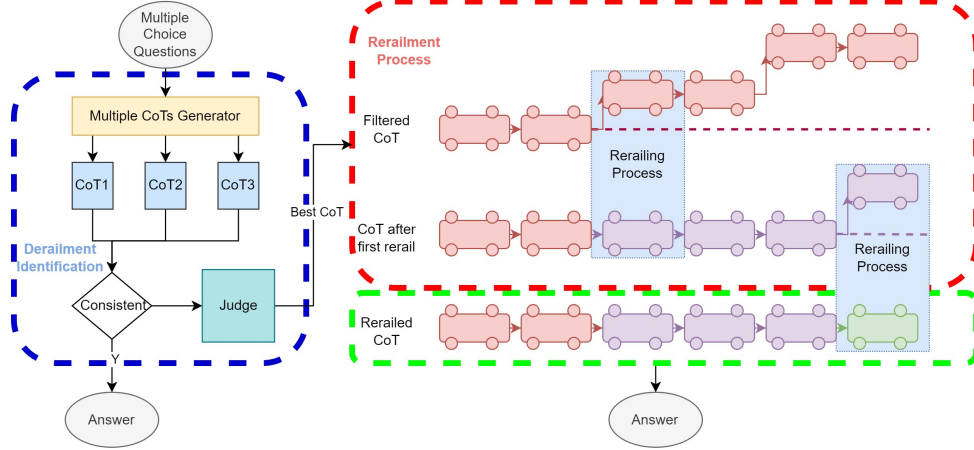 Multiple
Choice
Questions
Multiple CoTs Generator
CoT1
CoT2
CoT3
Derailment
Identification
Consistent
Judge
Y
Answer
Best CoT
Rerailment
Process
Filtered
CoT
Rerailing
Process
CoT after
first rerail
Rerailing
Process
Rerailed
CoT
Answer